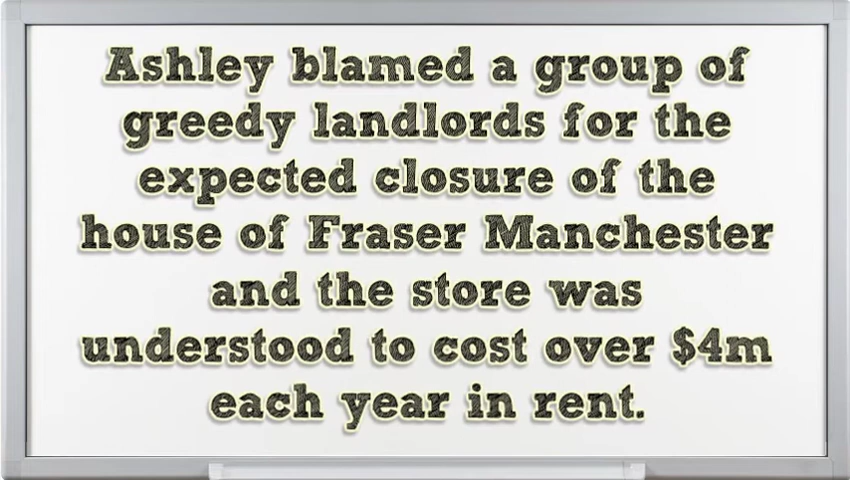 Ashley blamed a group of
greedy landlords for the
expected closure of the
house of Fraser Manchester
and the store was
understood to cost over $4m
each year in rent.